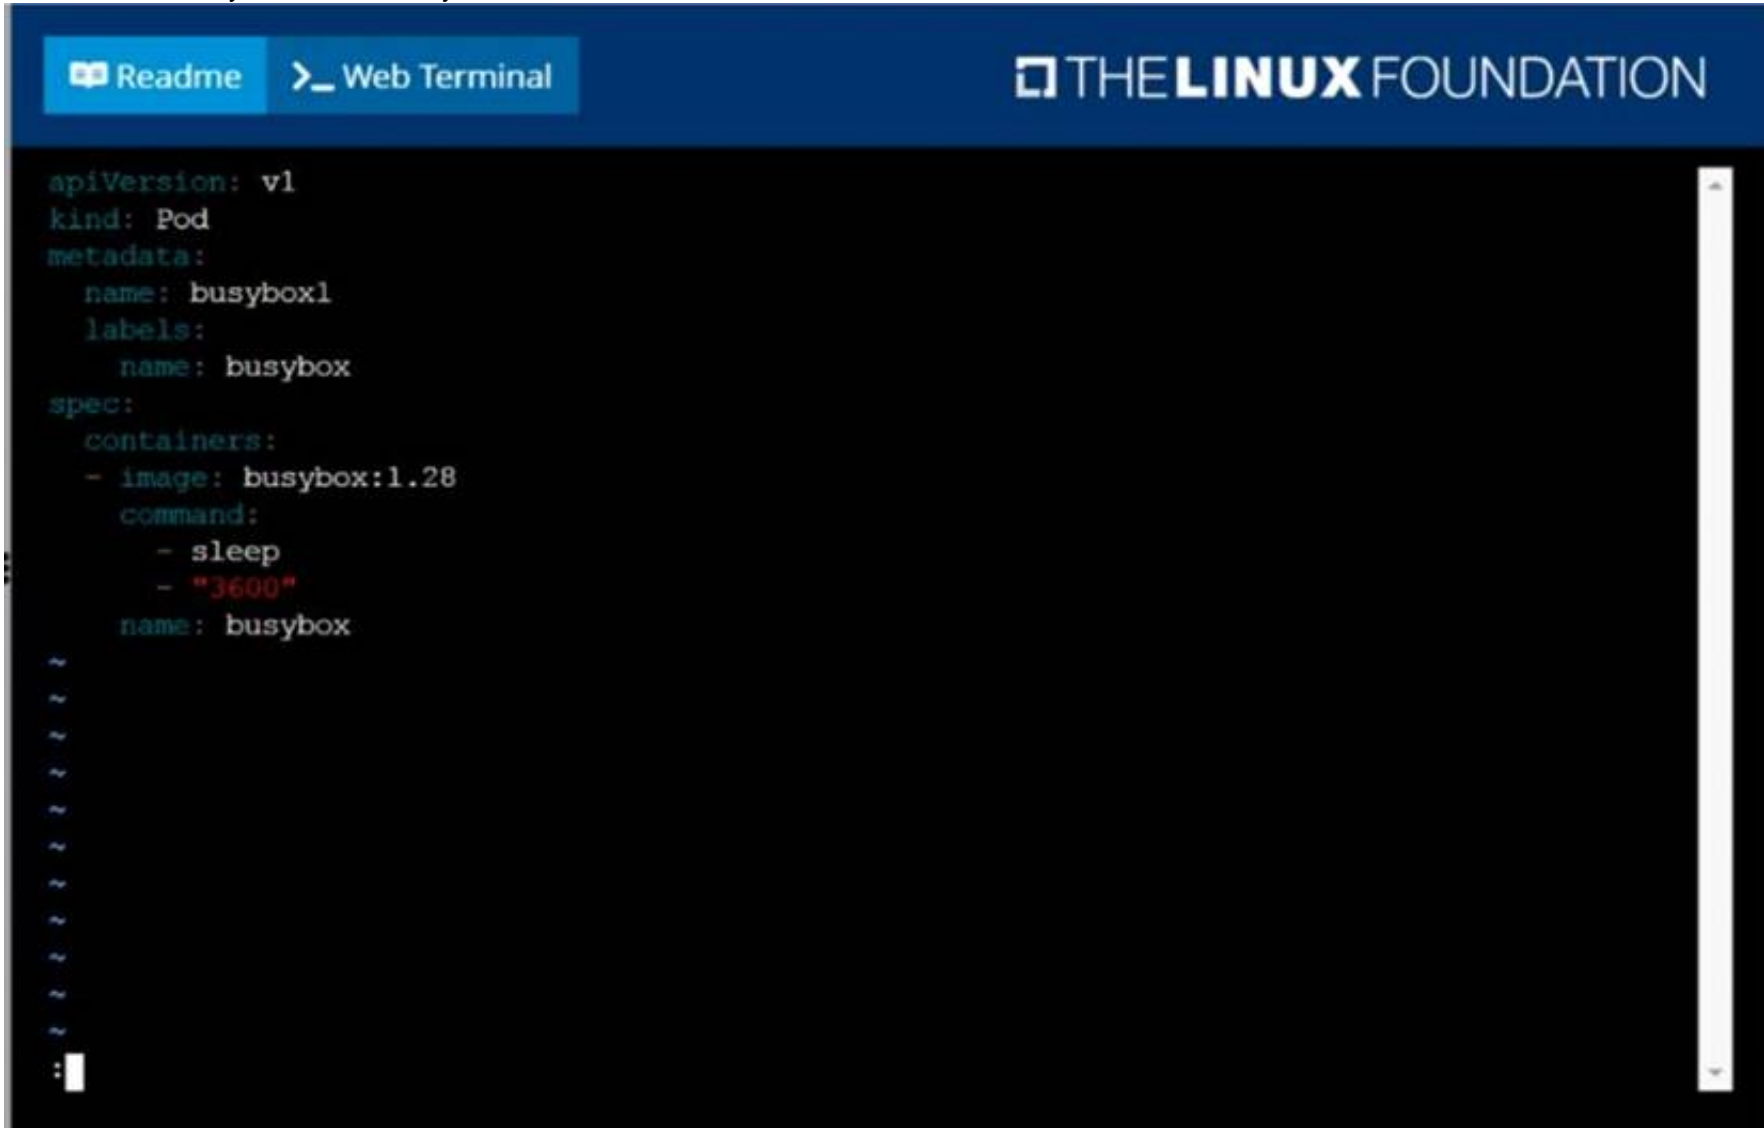 Readme >_ Web Terminal THE LINUX FOUNDATION
apiVersion: v1
kind: Pod
metadata:
  name: busybox1
  labels:
    name: busybox
spec:
  containers:
  - image: busybox:1.28
    command:
      - sleep
      - "3600"
    name: busybox
~
~
~
~
~
~
~
~
~
~
~
: